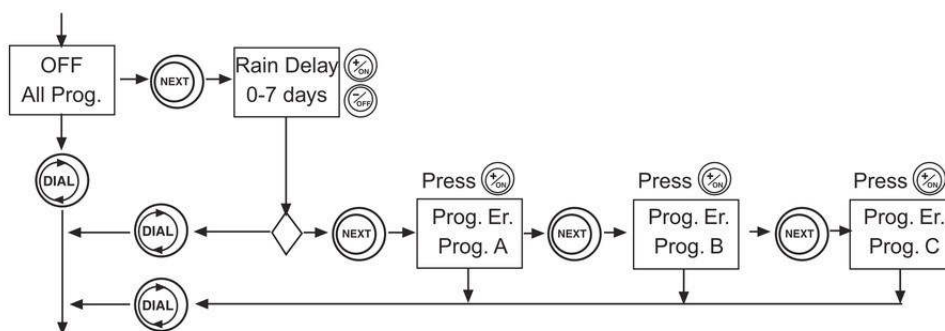 OFF
All Prog.
NEXT
Rain Delay
0-7 days
+/ON
-/OFF
DIAL
Press +/ON
Press +/ON
Press +/ON
DIAL
NEXT
Prog. Er.
Prog. A
NEXT
Prog. Er.
Prog. B
NEXT
Prog. Er.
Prog. C
DIAL